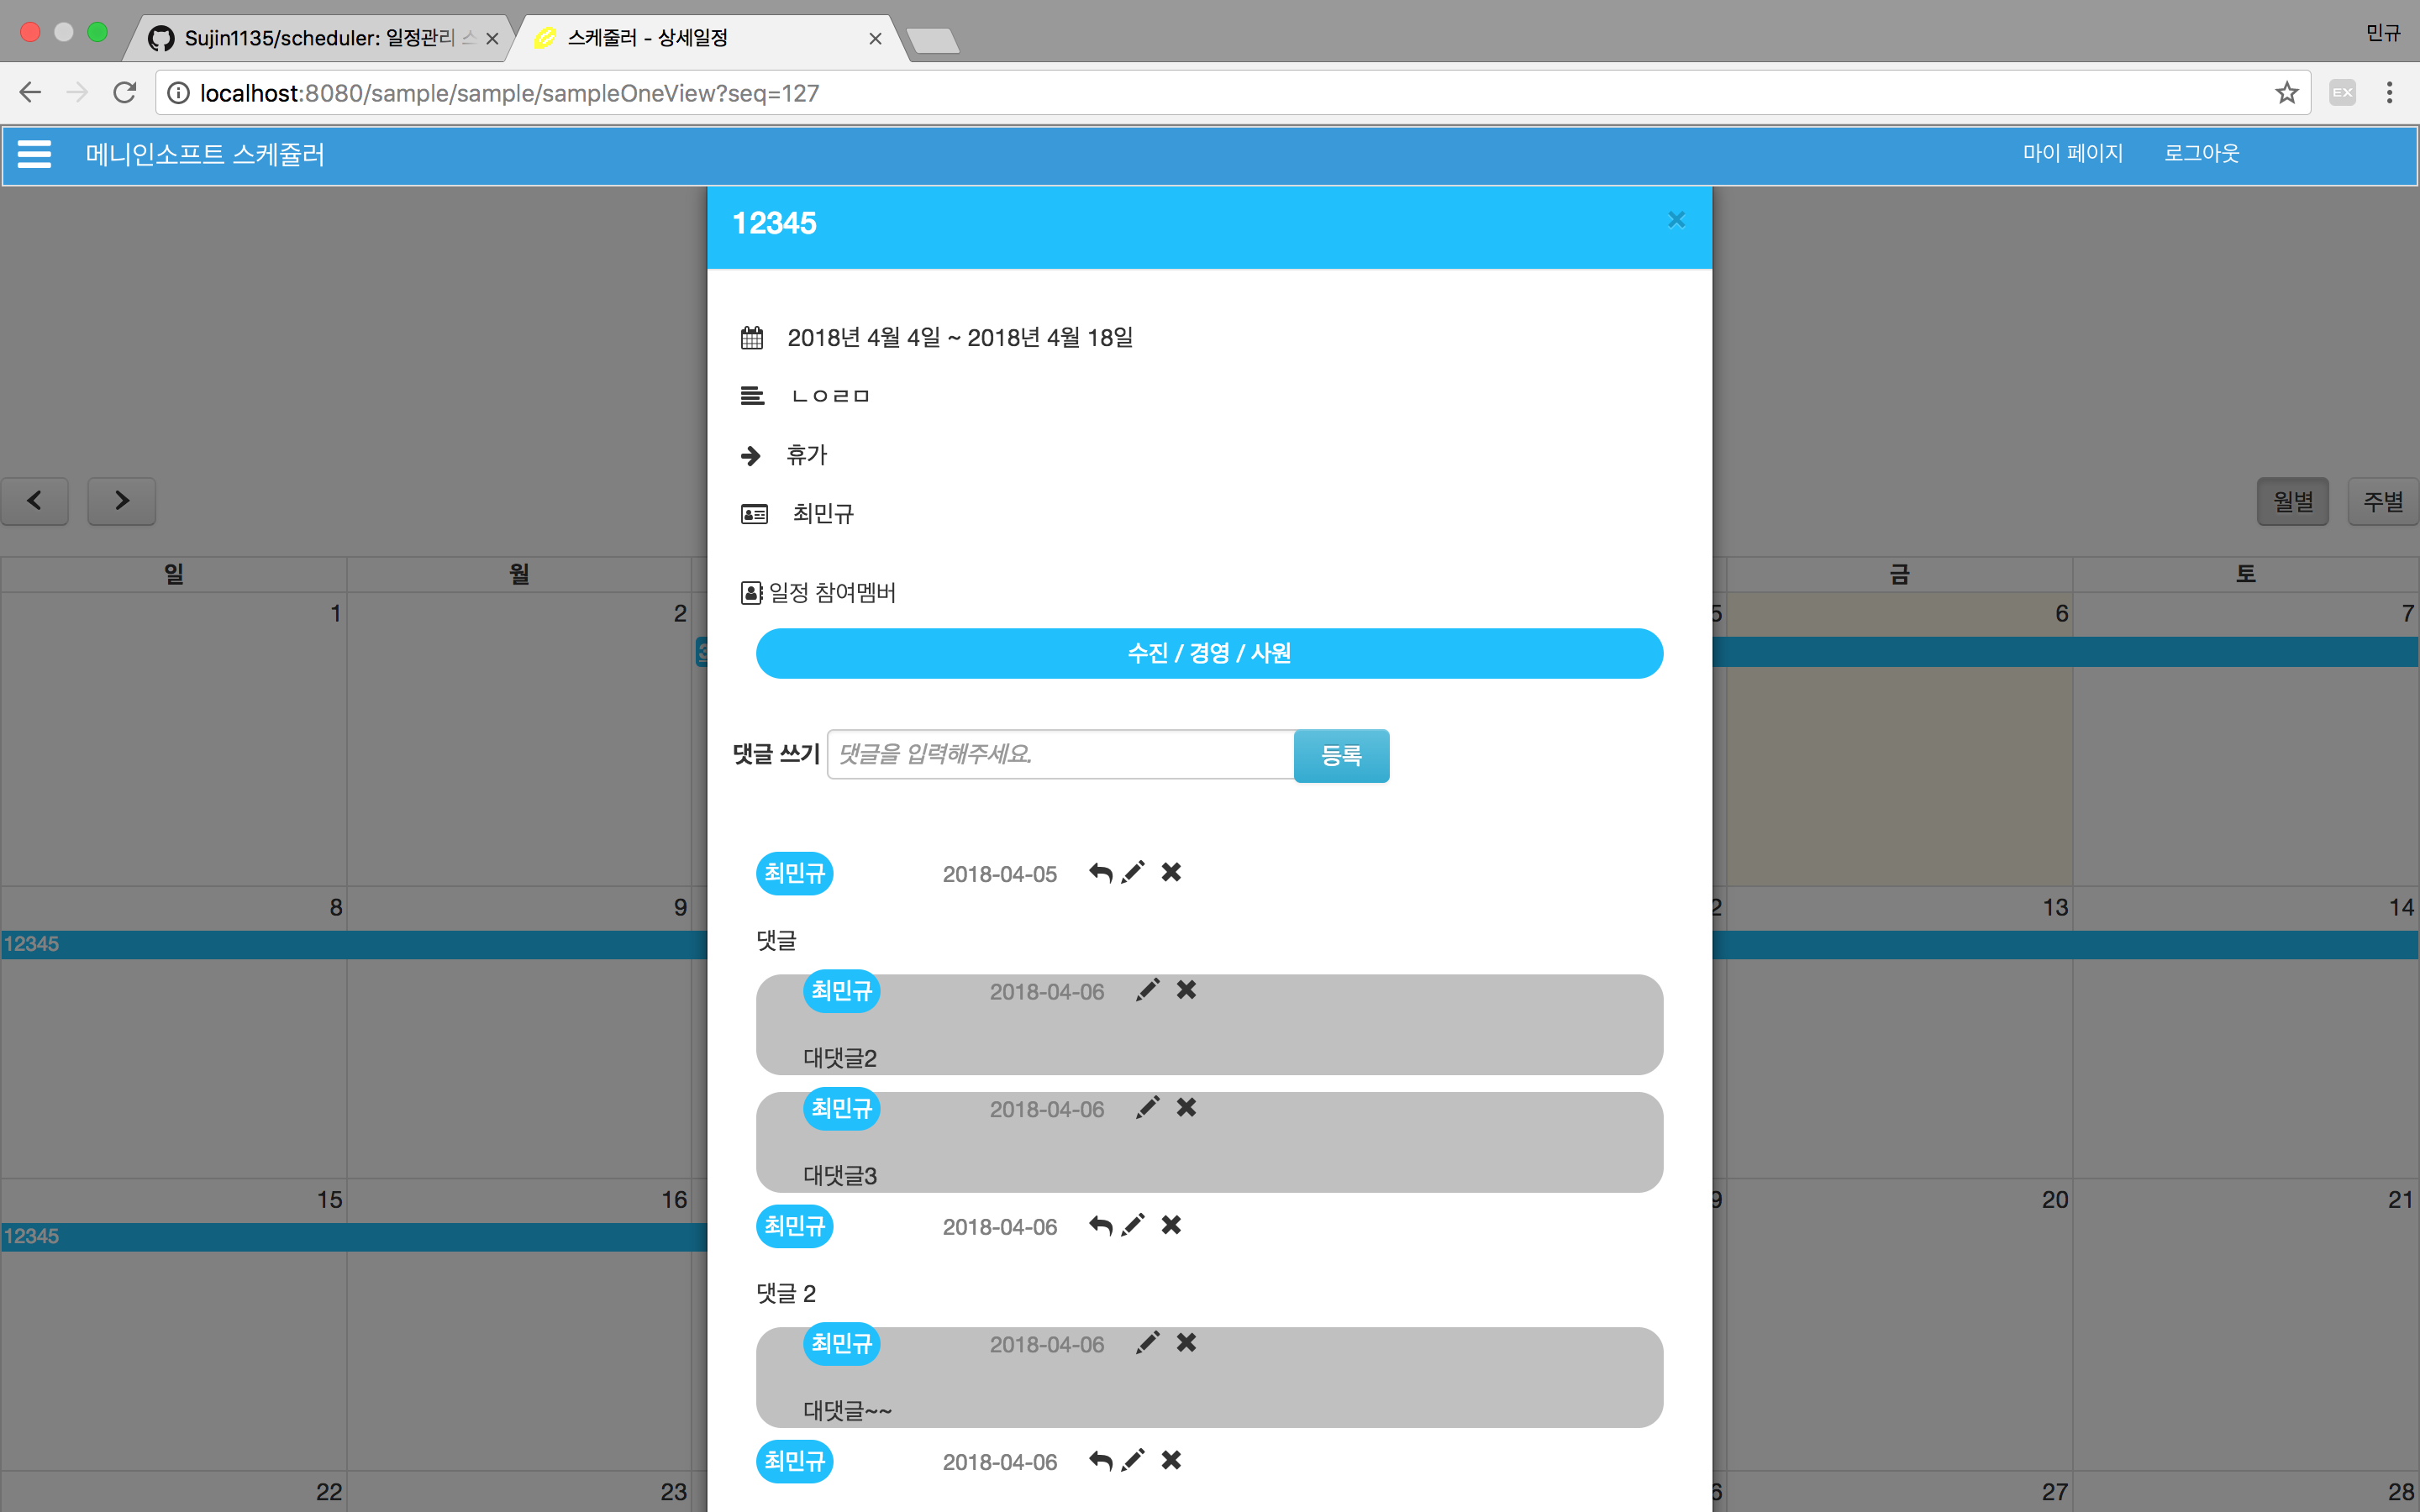 Sujin1135/scheduler: 일정관리 스
스케줄러 - 상세일정
민규
localhost:8080/sample/sample/sampleOneView?seq=127
EX
메니인소프트 스케쥴러
마이 페이지 로그아웃
12345
2018년 4월 4일 ~ 2018년 4월 18일
ㄴㅇㄹㅁ
휴가
최민규
월별 주별
일 월 금 토
일정 참여멤버
1 2 5 6 7
3
수진 / 경영 / 사원
댓글 쓰기 댓글을 입력해주세요. 등록
최민규 2018-04-05
8 9 2 13 14
12345
댓글
최민규 2018-04-06
대댓글2
최민규 2018-04-06
대댓글3
15 16 9 20 21
최민규 2018-04-06
12345
댓글 2
최민규 2018-04-06
대댓글~~
최민규 2018-04-06
22 23 6 27 28